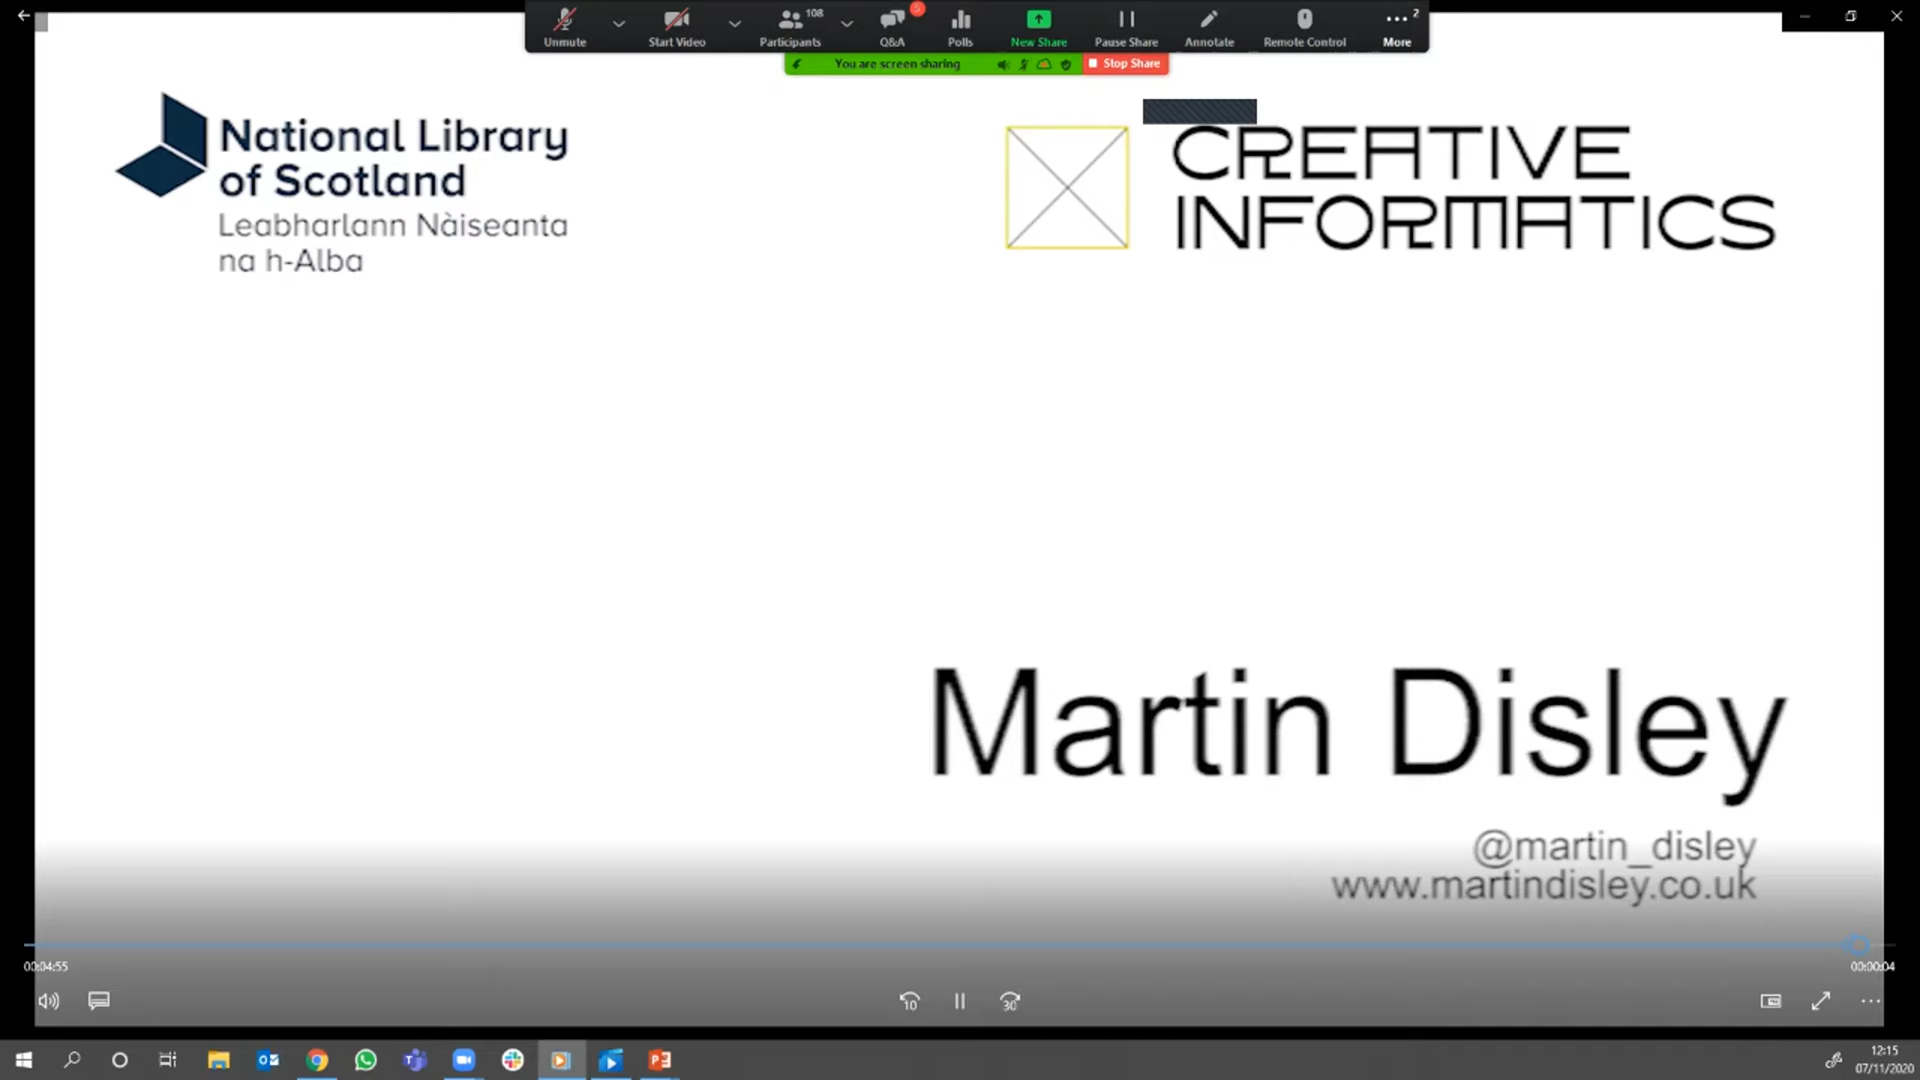 108
5
2
Unmute
Start Video
Participants
Q&A
Polls
New Share
Pause Share
Annotate
Remote Control
More
You are screen sharing
Stop Share
National Library
of Scotland
Leabharlann Nàiseanta
na h-Alba
CREATIVE
INFORMATICS
Martin Disley
@martin_disley
www.martindisley.co.uk
00:04:55
00:00:04
10
30
12:15
07/11/2020